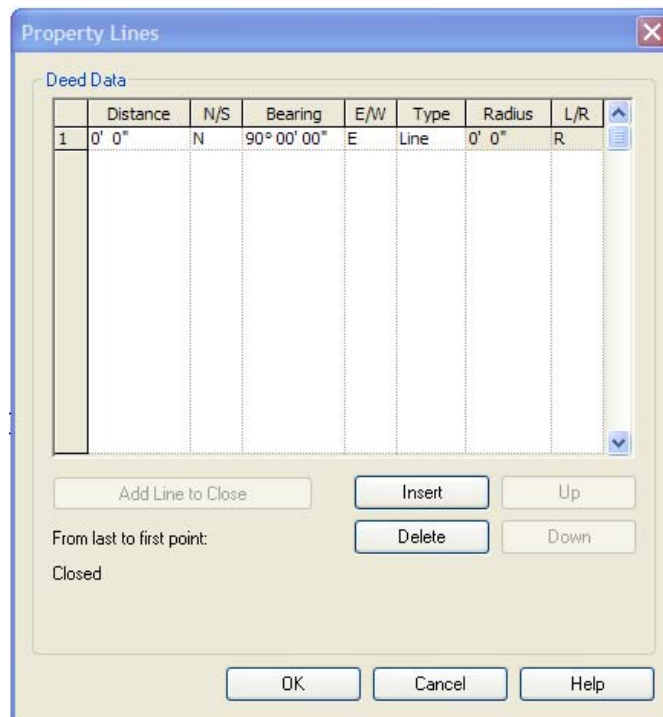 Property Lines
Deed Data
Distance N/S Bearing E/W Type Radius L/R
1 0' 0" N 90° 00' 00" E Line 0' 0" R
Add Line to Close Insert Up
From last to first point: Delete Down
Closed
OK Cancel Help